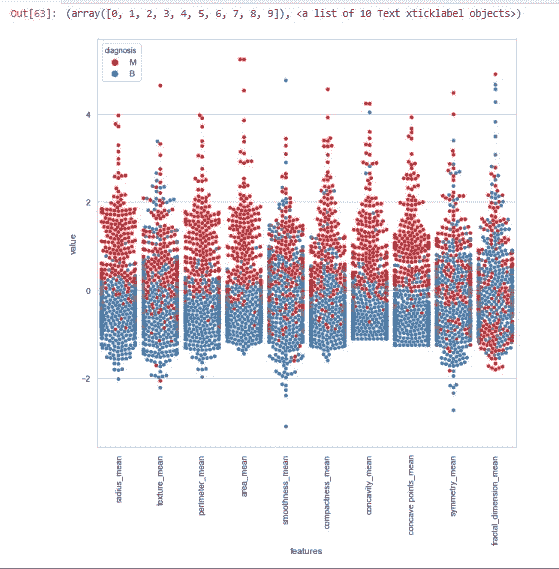 Out[63]: (array([0, 1, 2, 3, 4, 5, 6, 7, 8, 9]), <a list of 10 Text xticklabel objects>)
diagnosis
M
B
4
2
0
−2
value
radius_mean
texture_mean
perimeter_mean
area_mean
smoothness_mean
compactness_mean
concavity_mean
concave points_mean
symmetry_mean
fractal_dimension_mean
features